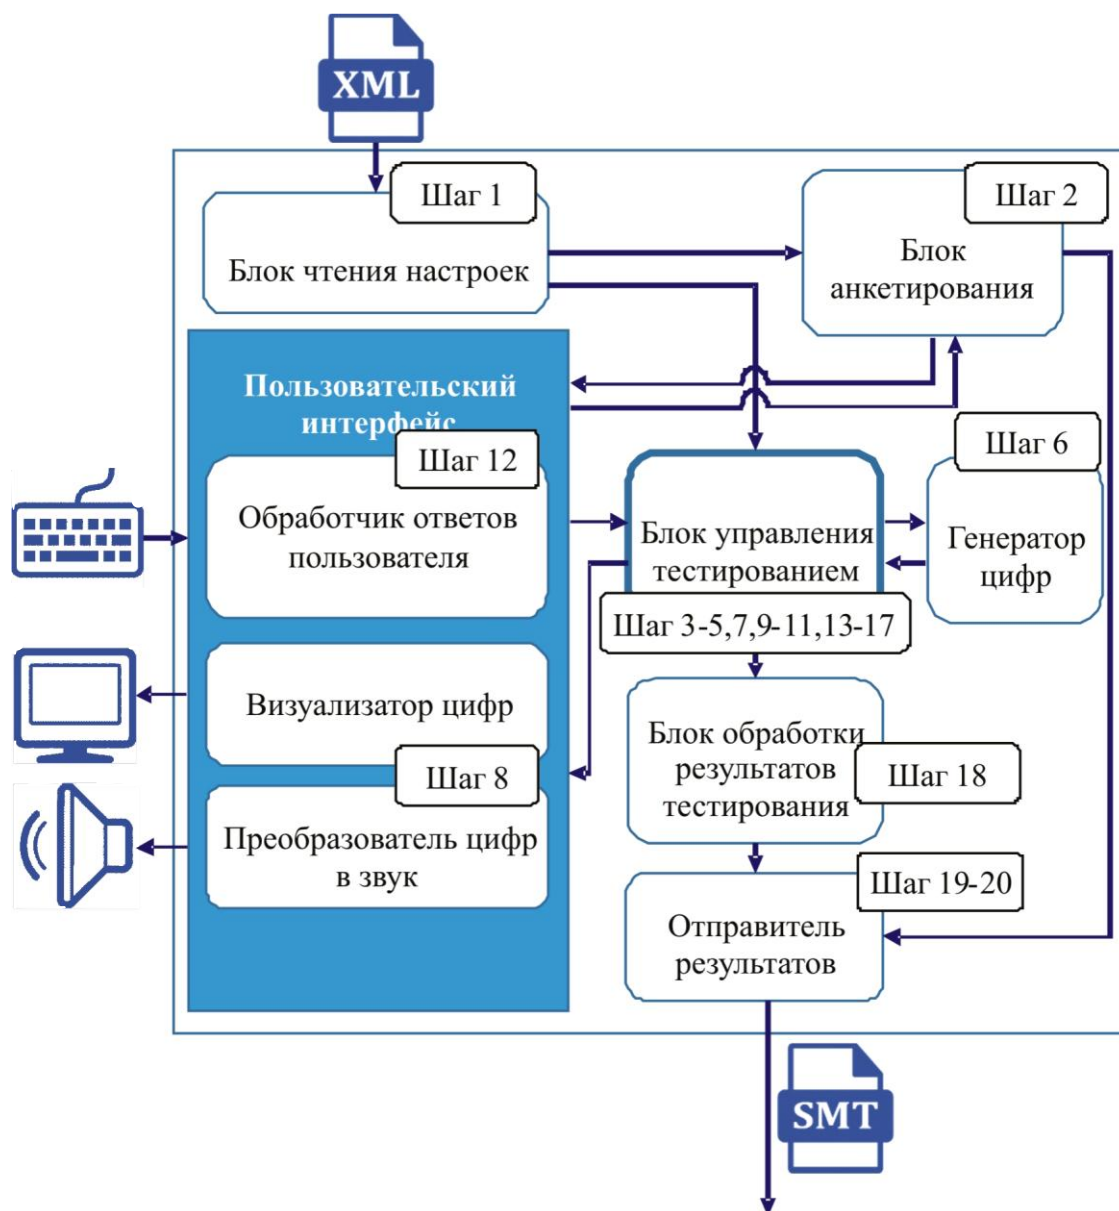 XML
Шаг 1
Блок чтения настроек
Шаг 2
Блок
анкетирования
Пользовательский
интерфейс
Шаг 12
Обработчик ответов
пользователя
Блок управления
тестированием
Шаг 3-5,7,9-11,13-17
Шаг 6
Генератор
цифр
Визуализатор цифр
Шаг 8
Преобразователь цифр
в звук
Блок обработки
результатов
тестирования
Шаг 18
Шаг 19-20
Отправитель
результатов
SMT